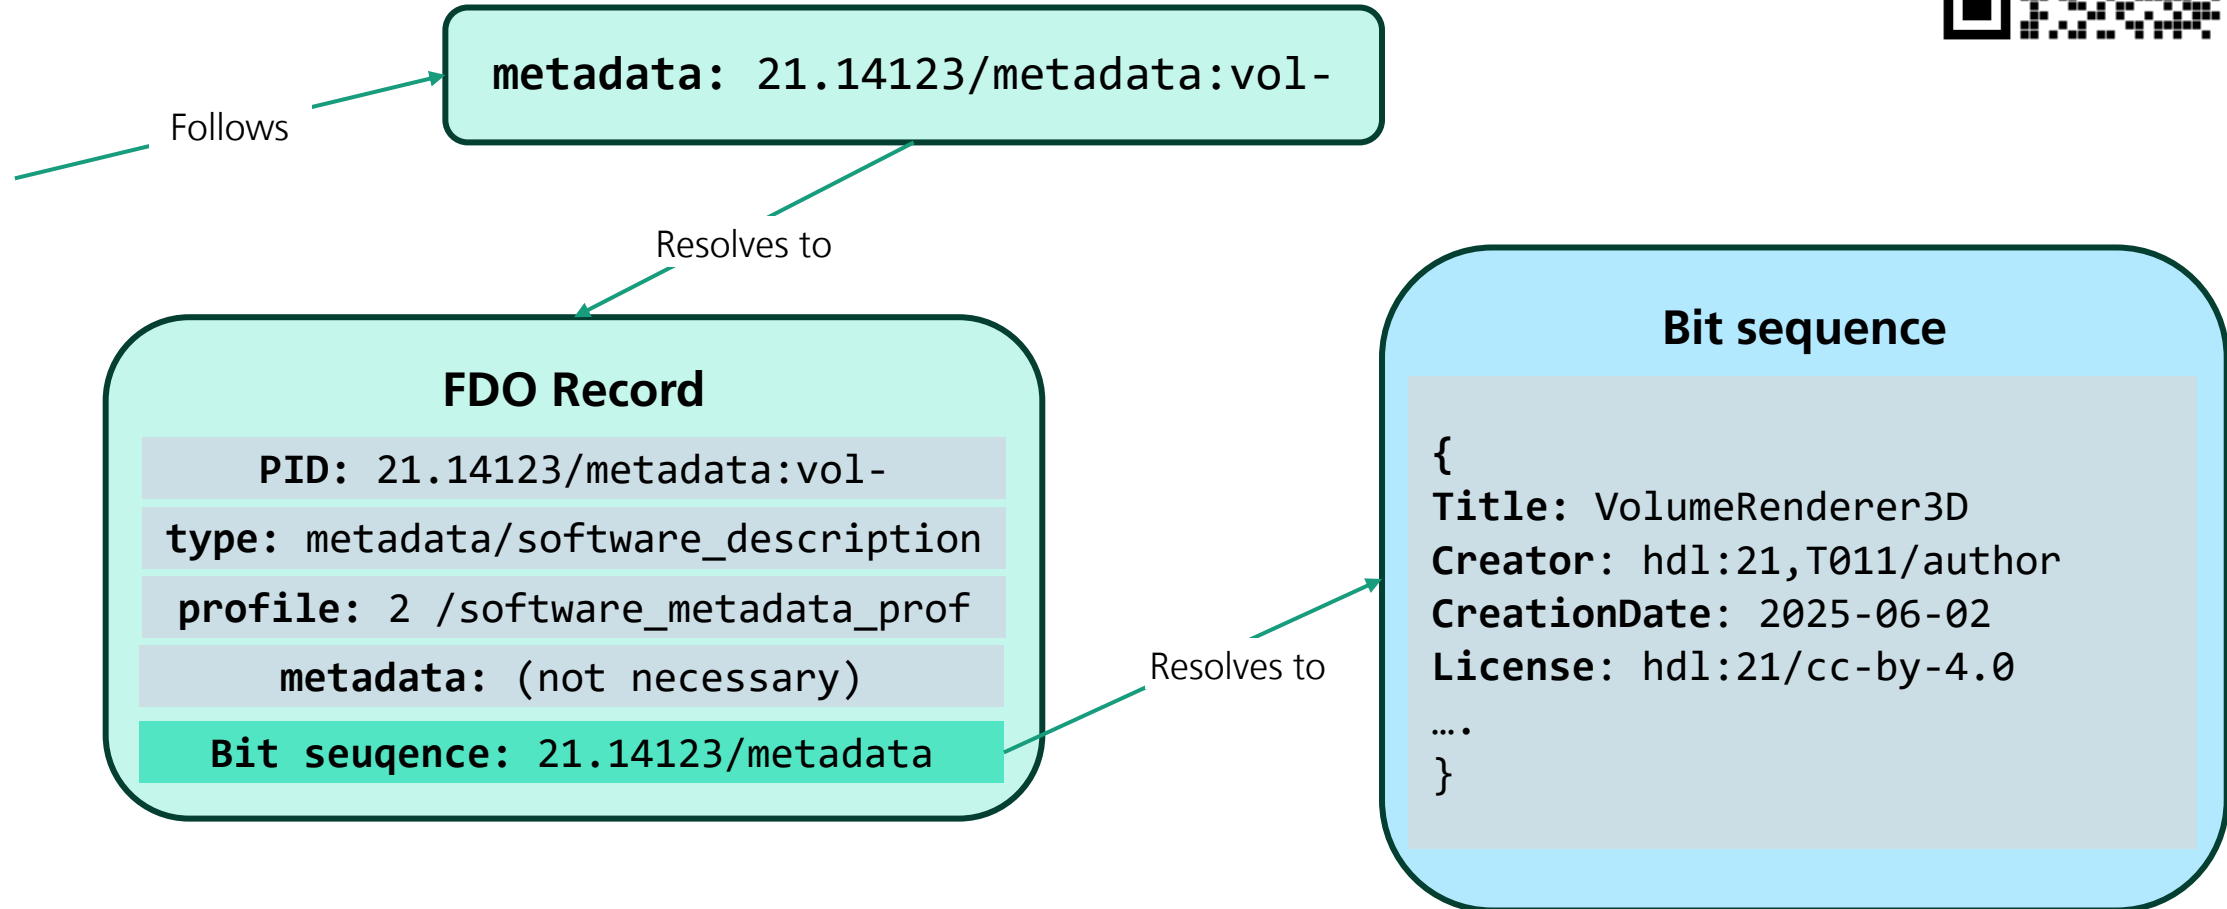 metadata: 21.14123/metadata:vol-
Follows
Resolves to
FDO Record
PID: 21.14123/metadata:vol-
type: metadata/software_description
profile: 2 /software_metadata_prof
metadata: (not necessary)
Bit seuqence: 21.14123/metadata
Resolves to
Bit sequence
{
Title: VolumeRenderer3D
Creator: hdl:21,T011/author
CreationDate: 2025-06-02
License: hdl:21/cc-by-4.0
….
}